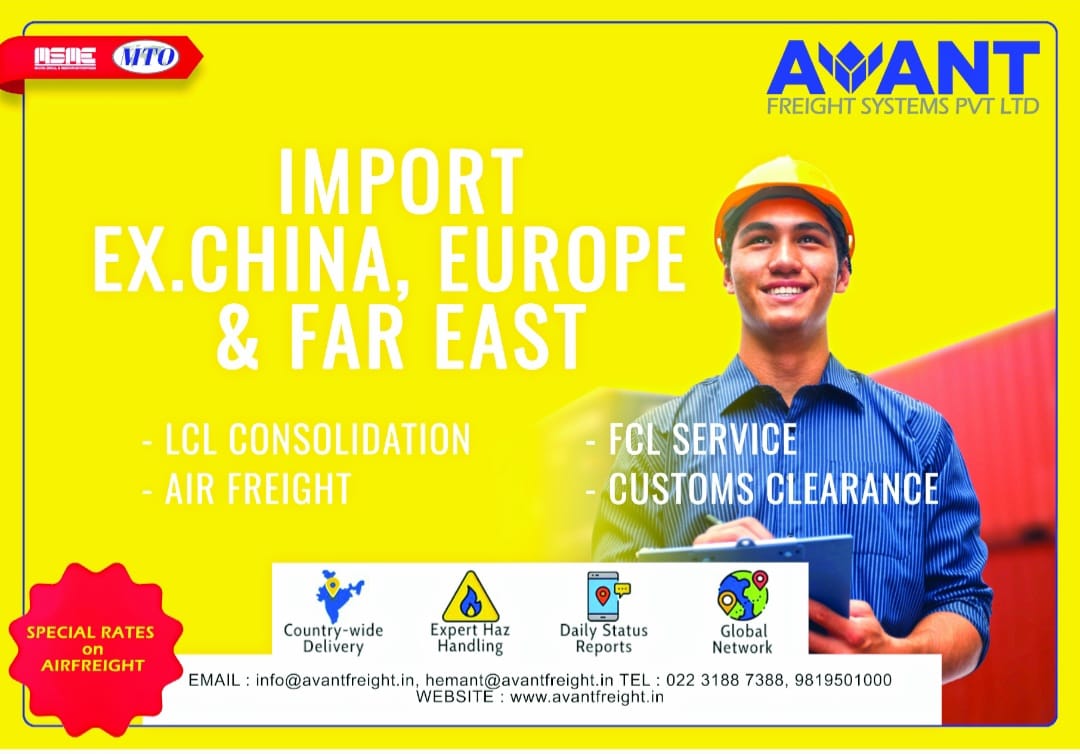 MSME
MTO
AVANT
FREIGHT SYSTEMS PVT LTD
IMPORT
EX.CHINA, EUROPE
& FAR EAST
- LCL CONSOLIDATION
- AIR FREIGHT
- FCL SERVICE
- CUSTOMS CLEARANCE
SPECIAL RATES
on
AIRFREIGHT
Country-wide
Delivery
Expert Haz
Handling
Daily Status
Reports
Global
Network
EMAIL : info@avantfreight.in, hemant@avantfreight.in TEL : 022 3188 7388, 9819501000
WEBSITE : www.avantfreight.in